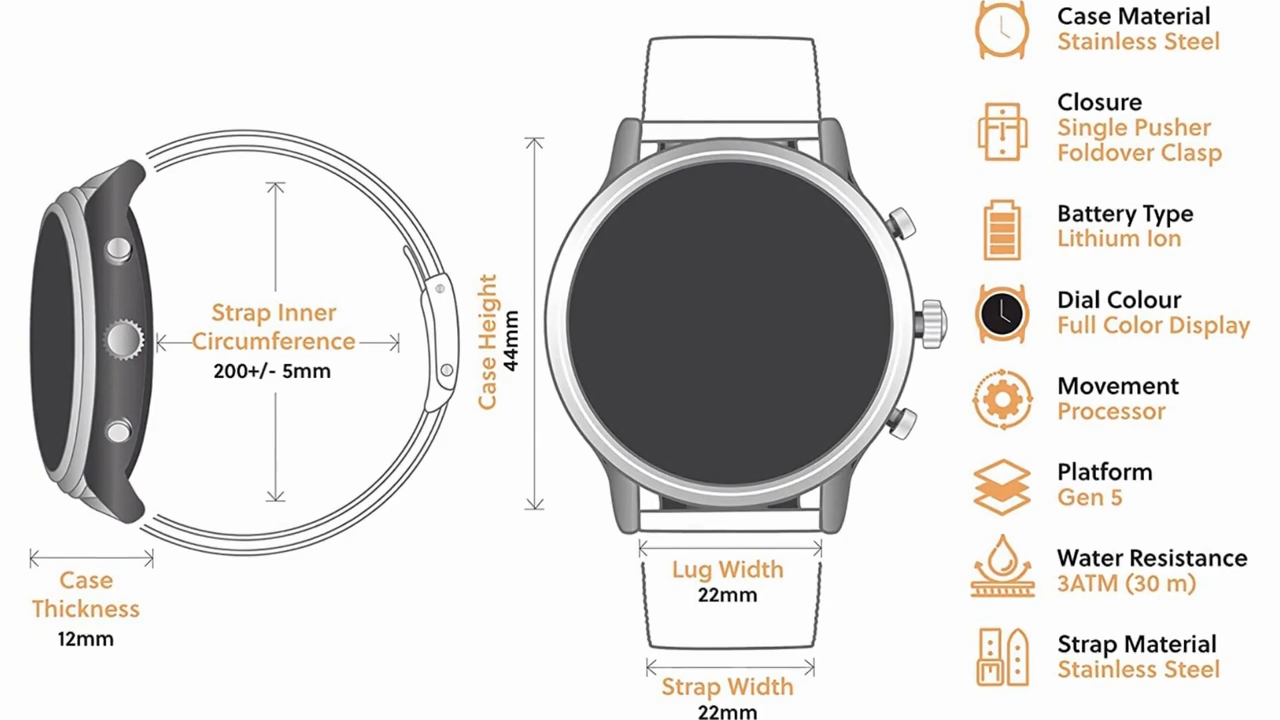 Strap Inner
Circumference
200+/- 5mm
Case
Thickness
12mm
Case Height
44mm
Lug Width
22mm
Strap Width
22mm
Case Material
Stainless Steel
Closure
Single Pusher
Foldover Clasp
Battery Type
Lithium Ion
Dial Colour
Full Color Display
Movement
Processor
Platform
Gen 5
Water Resistance
3ATM (30 m)
Strap Material
Stainless Steel